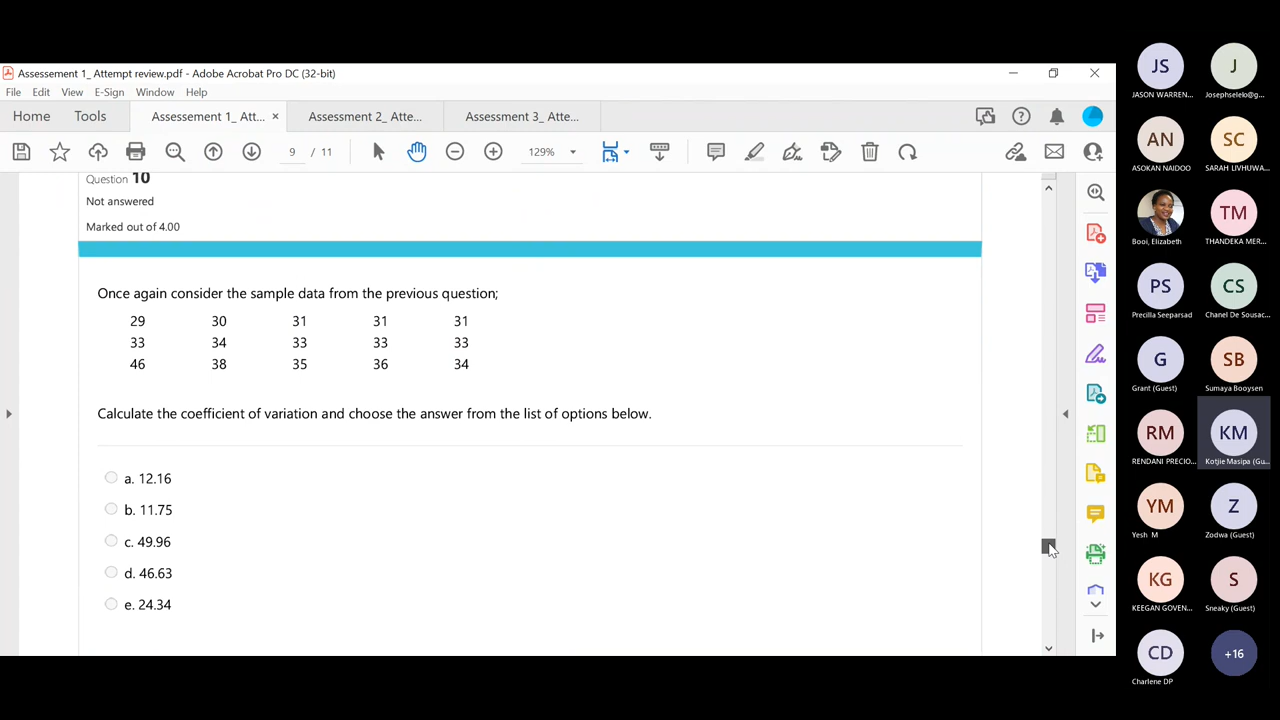 Assessement 1_ Attempt review.pdf - Adobe Acrobat Pro DC (32-bit)
File Edit View E-Sign Window Help
Home Tools Assessement 1_ Att... × Assessment 2_ Atte... Assessment 3_ Atte...
9 / 11 129%
Question 10
Not answered
Marked out of 4.00
Once again consider the sample data from the previous question;
29 30 31 31 31
33 34 33 33 33
46 38 35 36 34
Calculate the coefficient of variation and choose the answer from the list of options below.
a. 12.16
b. 11.75
c. 49.96
d. 46.63
e. 24.34
JS J
JASON WARREN... Josephselelo@g...
AN SC
ASOKAN NAIDOO SARAH LIVHUWA...
TM
Booi, Elizabeth THANDEKA MER...
PS CS
Precilla Seeparsad Chanel De Sousac...
G SB
Grant (Guest) Sumaya Booysen
RM KM
RENDANI PRECIO... Kotjie Masipa (Gu...
YM Z
Yesh M Zodwa (Guest)
KG S
KEEGAN GOVEN... Sneaky (Guest)
CD +16
Charlene DP